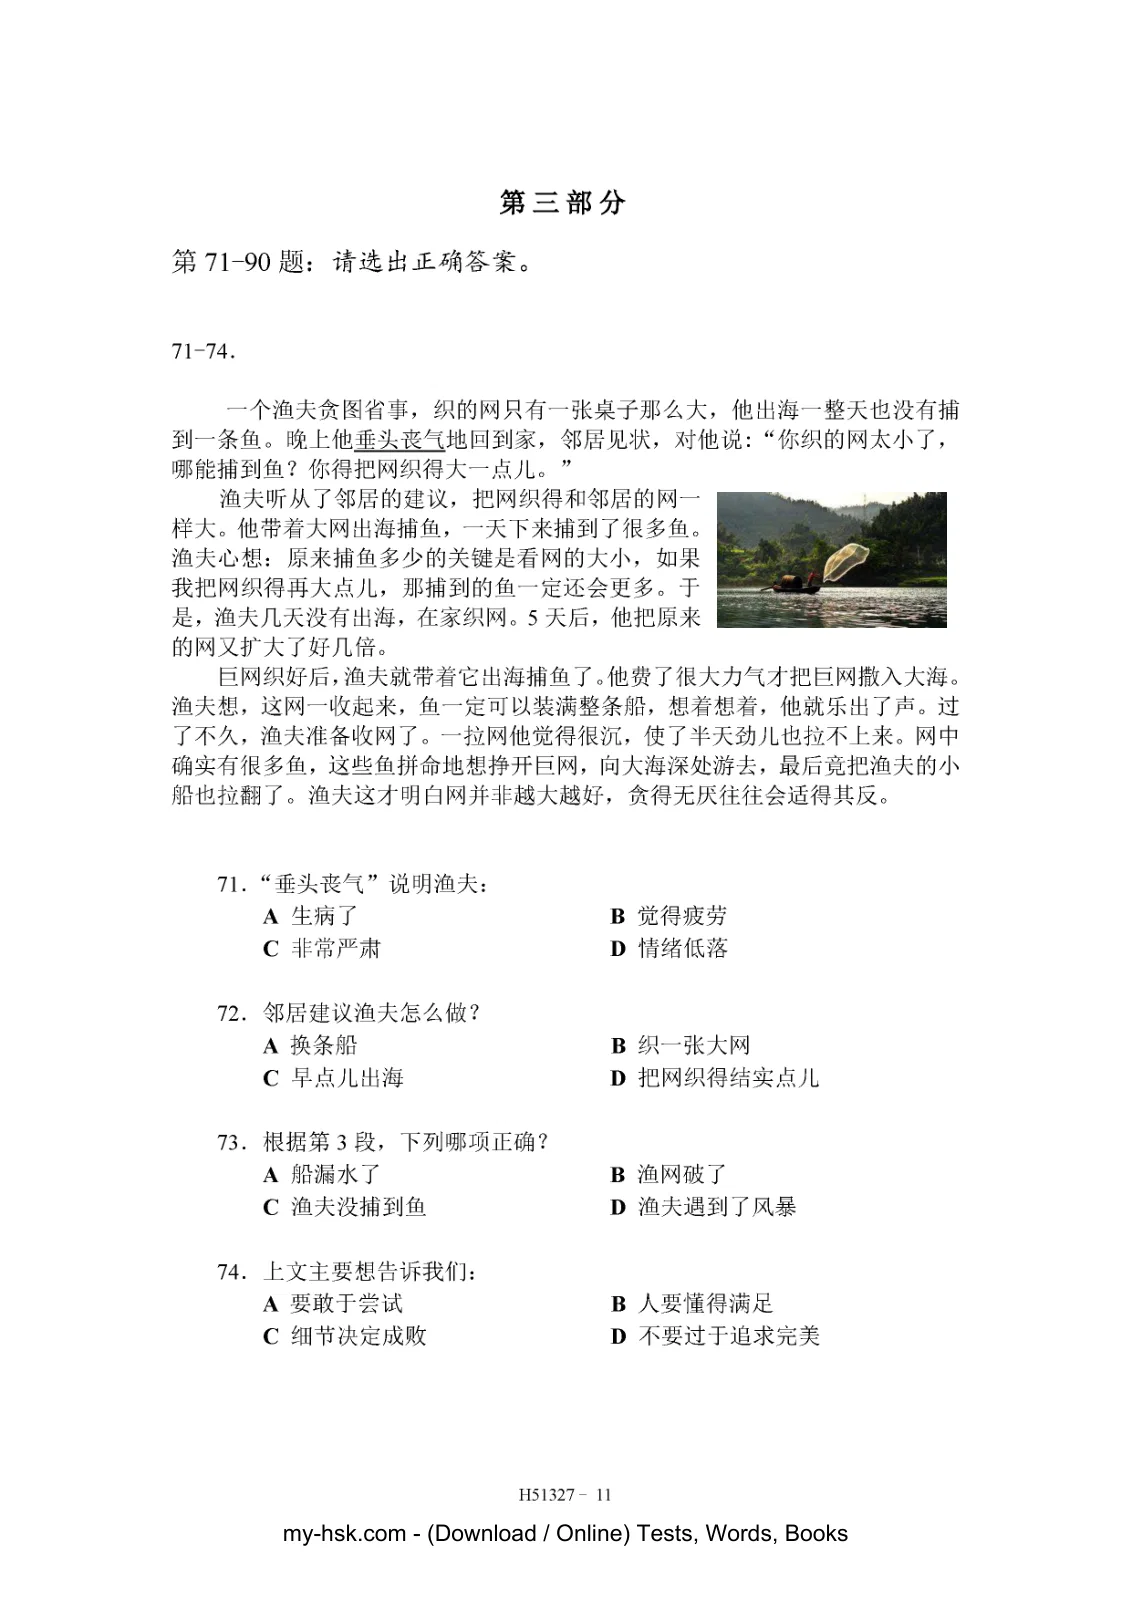 第三部分
第 71-90 题：请选出正确答案。
71-74．
一个渔夫贪图省事，织的网只有一张桌子那么大，他出海一整天也没有捕
到一条鱼。晚上他垂头丧气地回到家，邻居见状，对他说：“你织的网太小了，
哪能捕到鱼？你得把网织得大一点儿。”
渔夫听从了邻居的建议，把网织得和邻居的网一
样大。他带着大网出海捕鱼，一天下来捕到了很多鱼。
渔夫心想：原来捕鱼多少的关键是看网的大小，如果
我把网织得再大点儿，那捕到的鱼一定还会更多。于
是，渔夫几天没有出海，在家织网。5 天后，他把原来
的网又扩大了好几倍。
巨网织好后，渔夫就带着它出海捕鱼了。他费了很大力气才把巨网撒入大海。
渔夫想，这网一收起来，鱼一定可以装满整条船，想着想着，他就乐出了声。过
了不久，渔夫准备收网了。一拉网他觉得很沉，使了半天劲儿也拉不上来。网中
确实有很多鱼，这些鱼拼命地想挣开巨网，向大海深处游去，最后竟把渔夫的小
船也拉翻了。渔夫这才明白网并非越大越好，贪得无厌往往会适得其反。
71．“垂头丧气”说明渔夫：
A 生病了 B 觉得疲劳
C 非常严肃 D 情绪低落
72．邻居建议渔夫怎么做？
A 换条船 B 织一张大网
C 早点儿出海 D 把网织得结实点儿
73．根据第 3 段，下列哪项正确？
A 船漏水了 B 渔网破了
C 渔夫没捕到鱼 D 渔夫遇到了风暴
74．上文主要想告诉我们：
A 要敢于尝试 B 人要懂得满足
C 细节决定成败 D 不要过于追求完美
H51327 - 11
my-hsk.com - (Download / Online) Tests, Words, Books